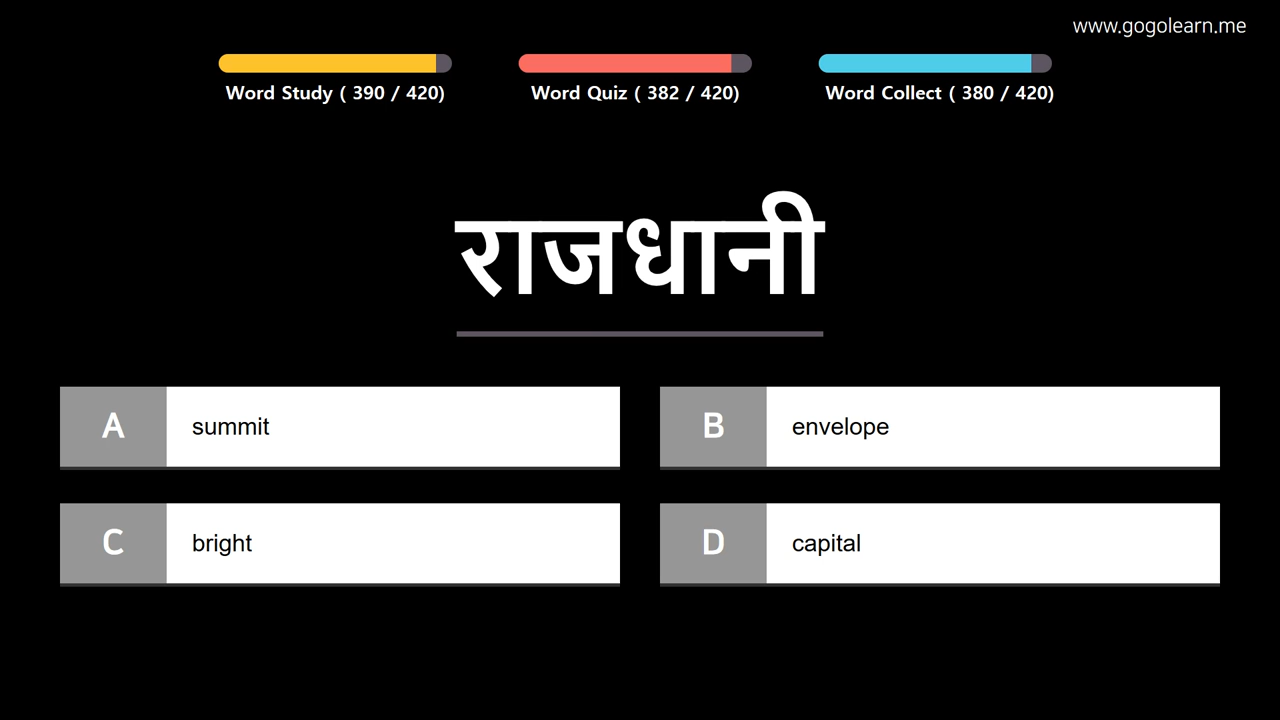 www.gogolearn.me
Word Study ( 390 / 420)
Word Quiz ( 382 / 420)
Word Collect ( 380 / 420)
राजधानी
A summit
B envelope
C bright
D capital